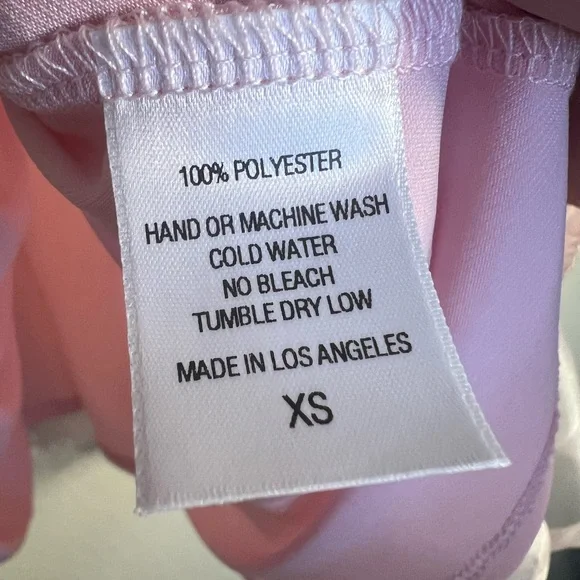 100% POLYESTER
HAND OR MACHINE WASH
COLD WATER
NO BLEACH
TUMBLE DRY LOW
MADE IN LOS ANGELES
XS